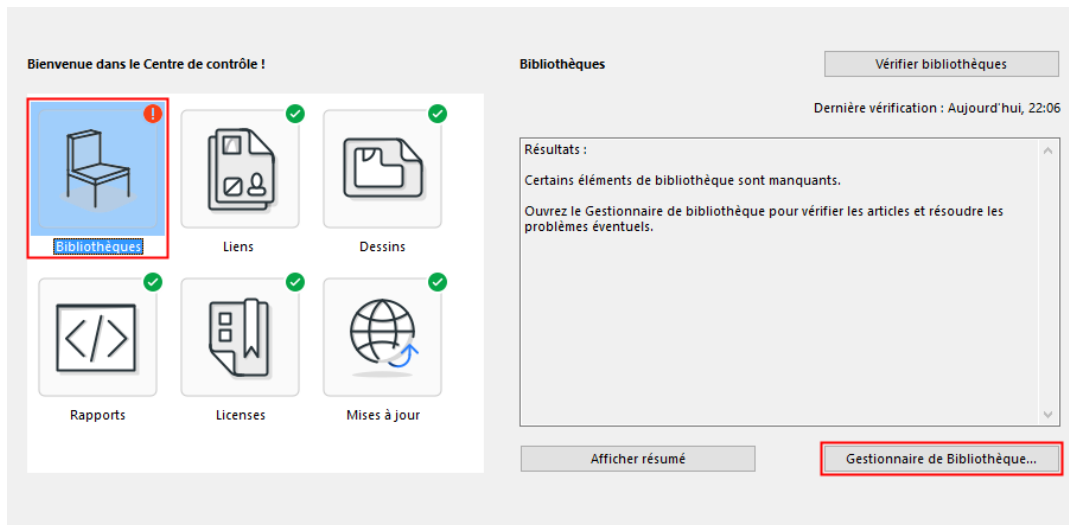 Bienvenue dans le Centre de contrôle !
Bibliothèques
Liens
Dessins
Rapports
Licenses
Mises à jour
Bibliothèques
Vérifier bibliothèques
Dernière vérification : Aujourd'hui, 22:06
Résultats :
Certains éléments de bibliothèque sont manquants.
Ouvrez le Gestionnaire de bibliothèque pour vérifier les articles et résoudre les
problèmes éventuels.
Afficher résumé
Gestionnaire de Bibliothèque...